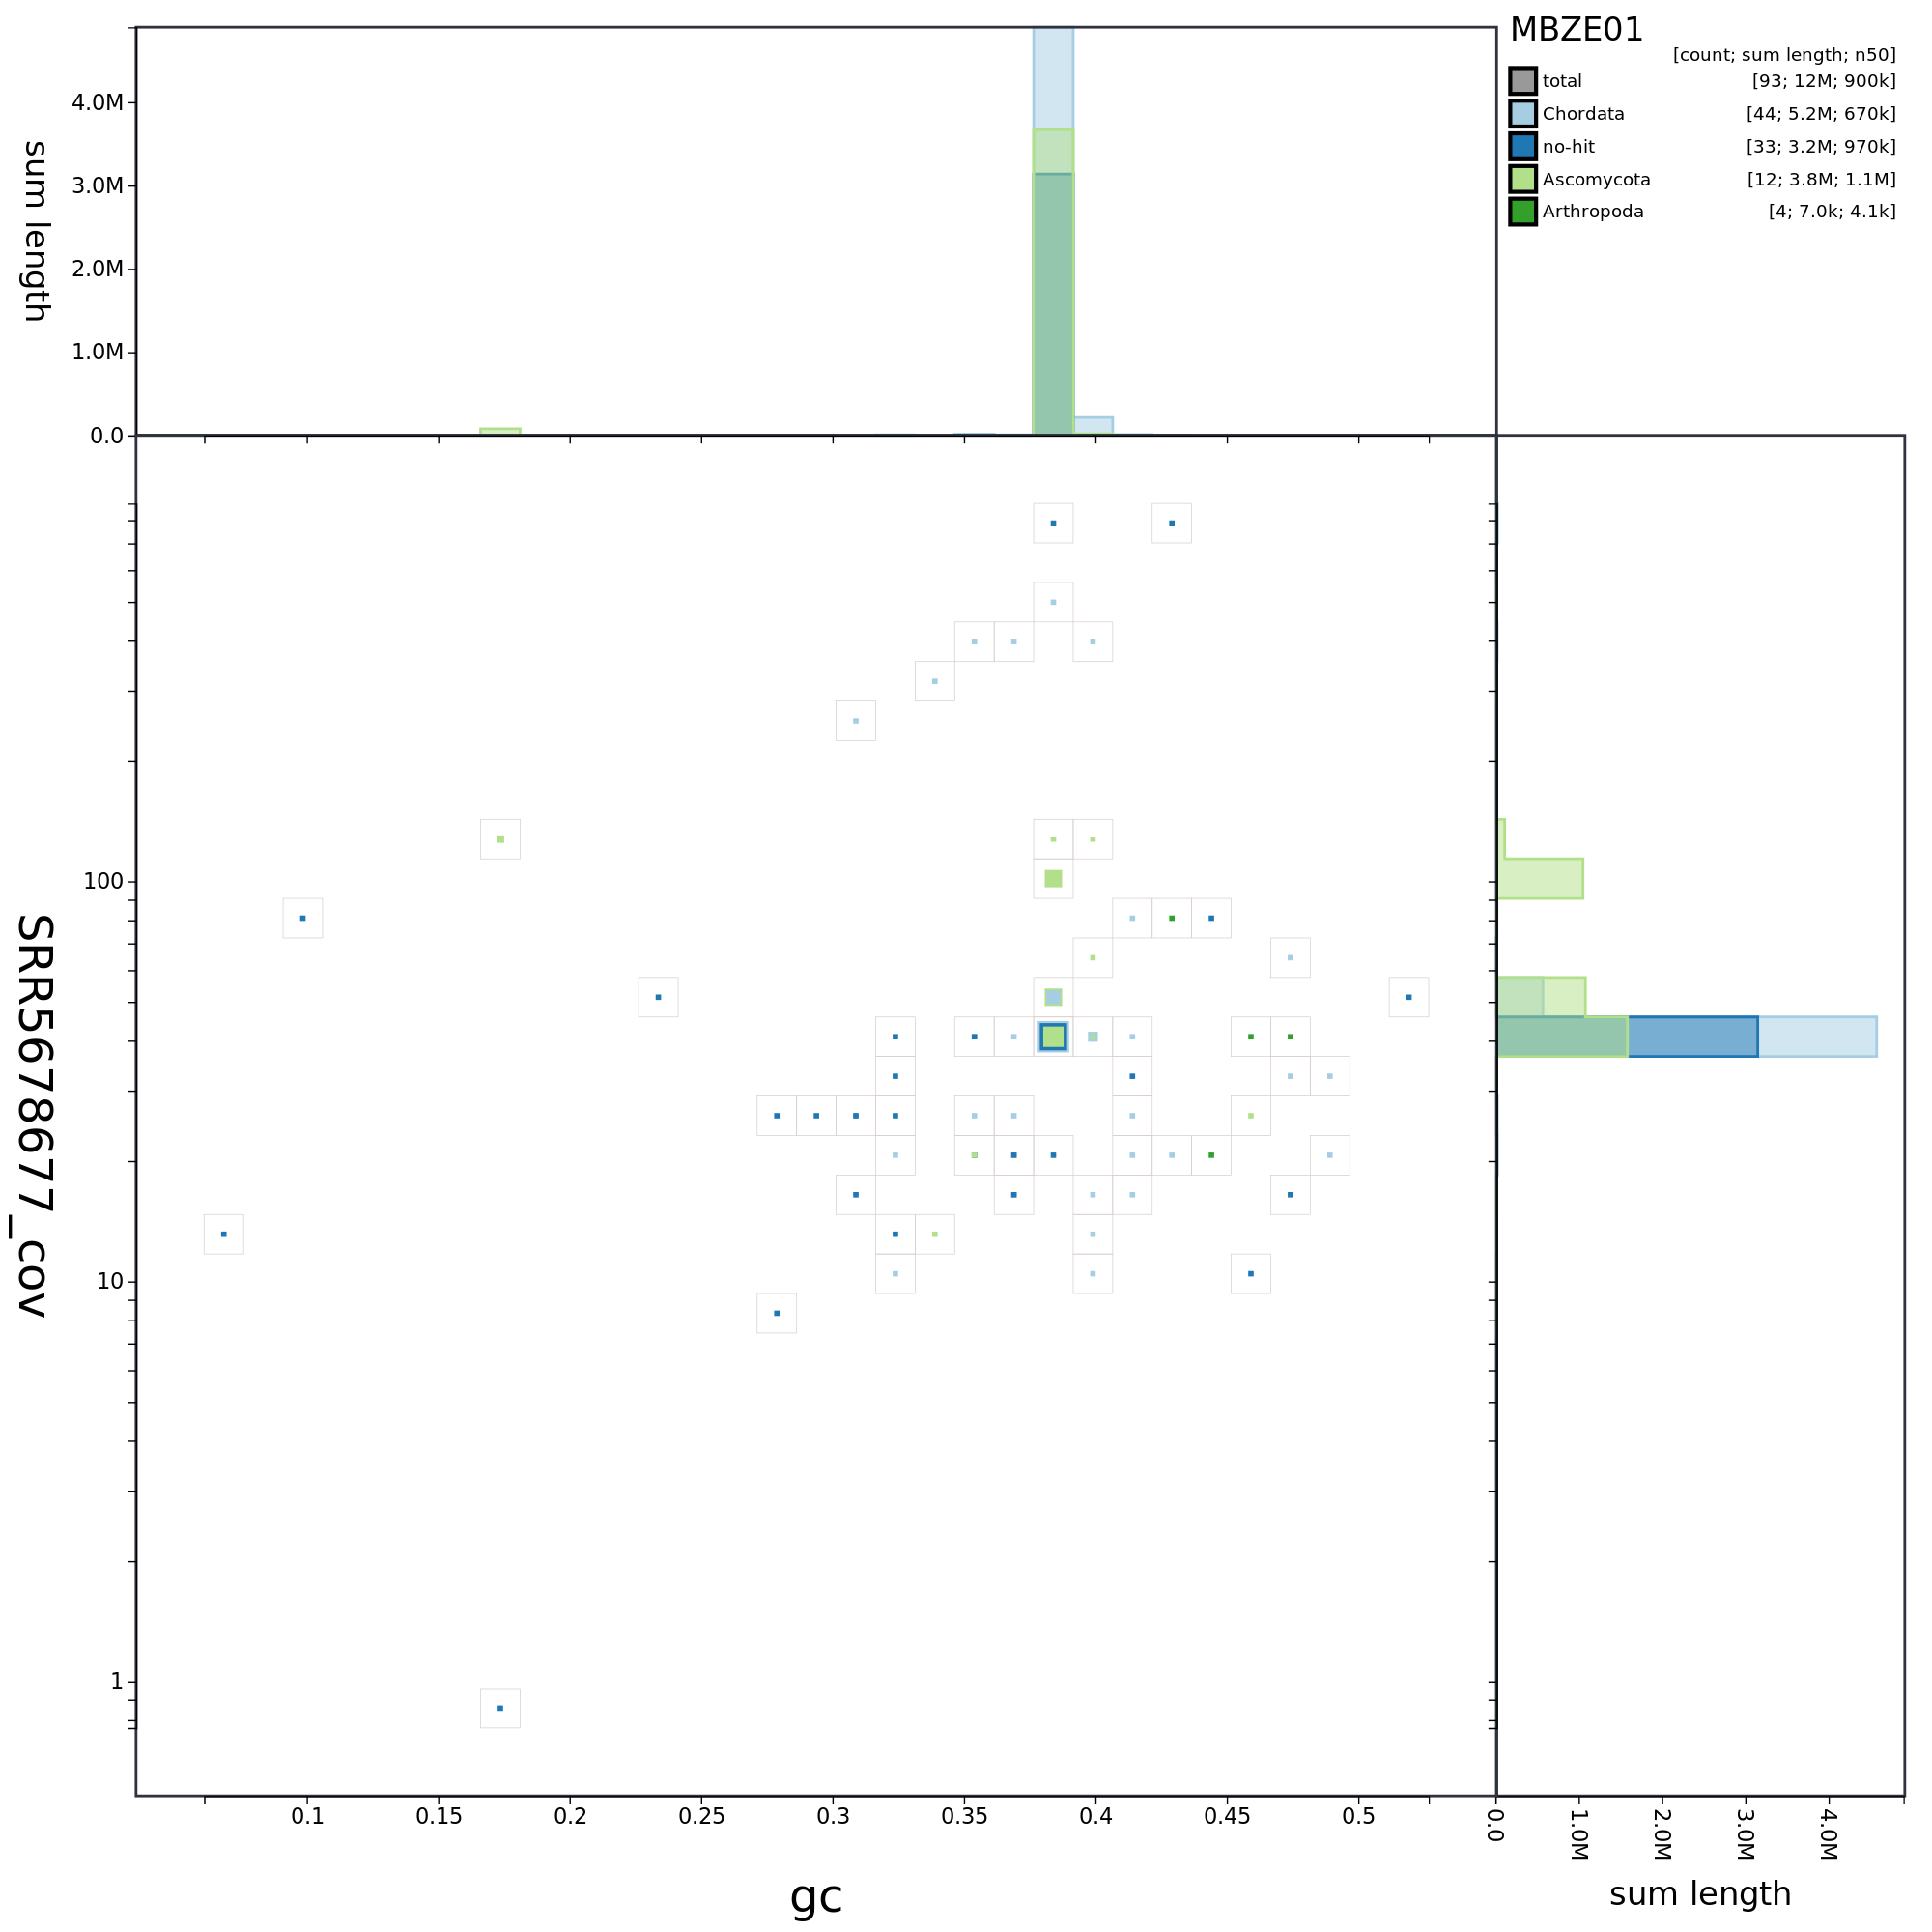 MBZE01
[count; sum length; n50]
total [93; 12M; 900k]
Chordata [44; 5.2M; 670k]
no-hit [33; 3.2M; 970k]
Ascomycota [12; 3.8M; 1.1M]
Arthropoda [4; 7.0k; 4.1k]
sum length
4.0M
3.0M
2.0M
1.0M
0.0
SRR5678677_cov
100
10
1
0.1 0.15 0.2 0.25 0.3 0.35 0.4 0.45 0.5
gc
0.0 1.0M 2.0M 3.0M 4.0M
sum length